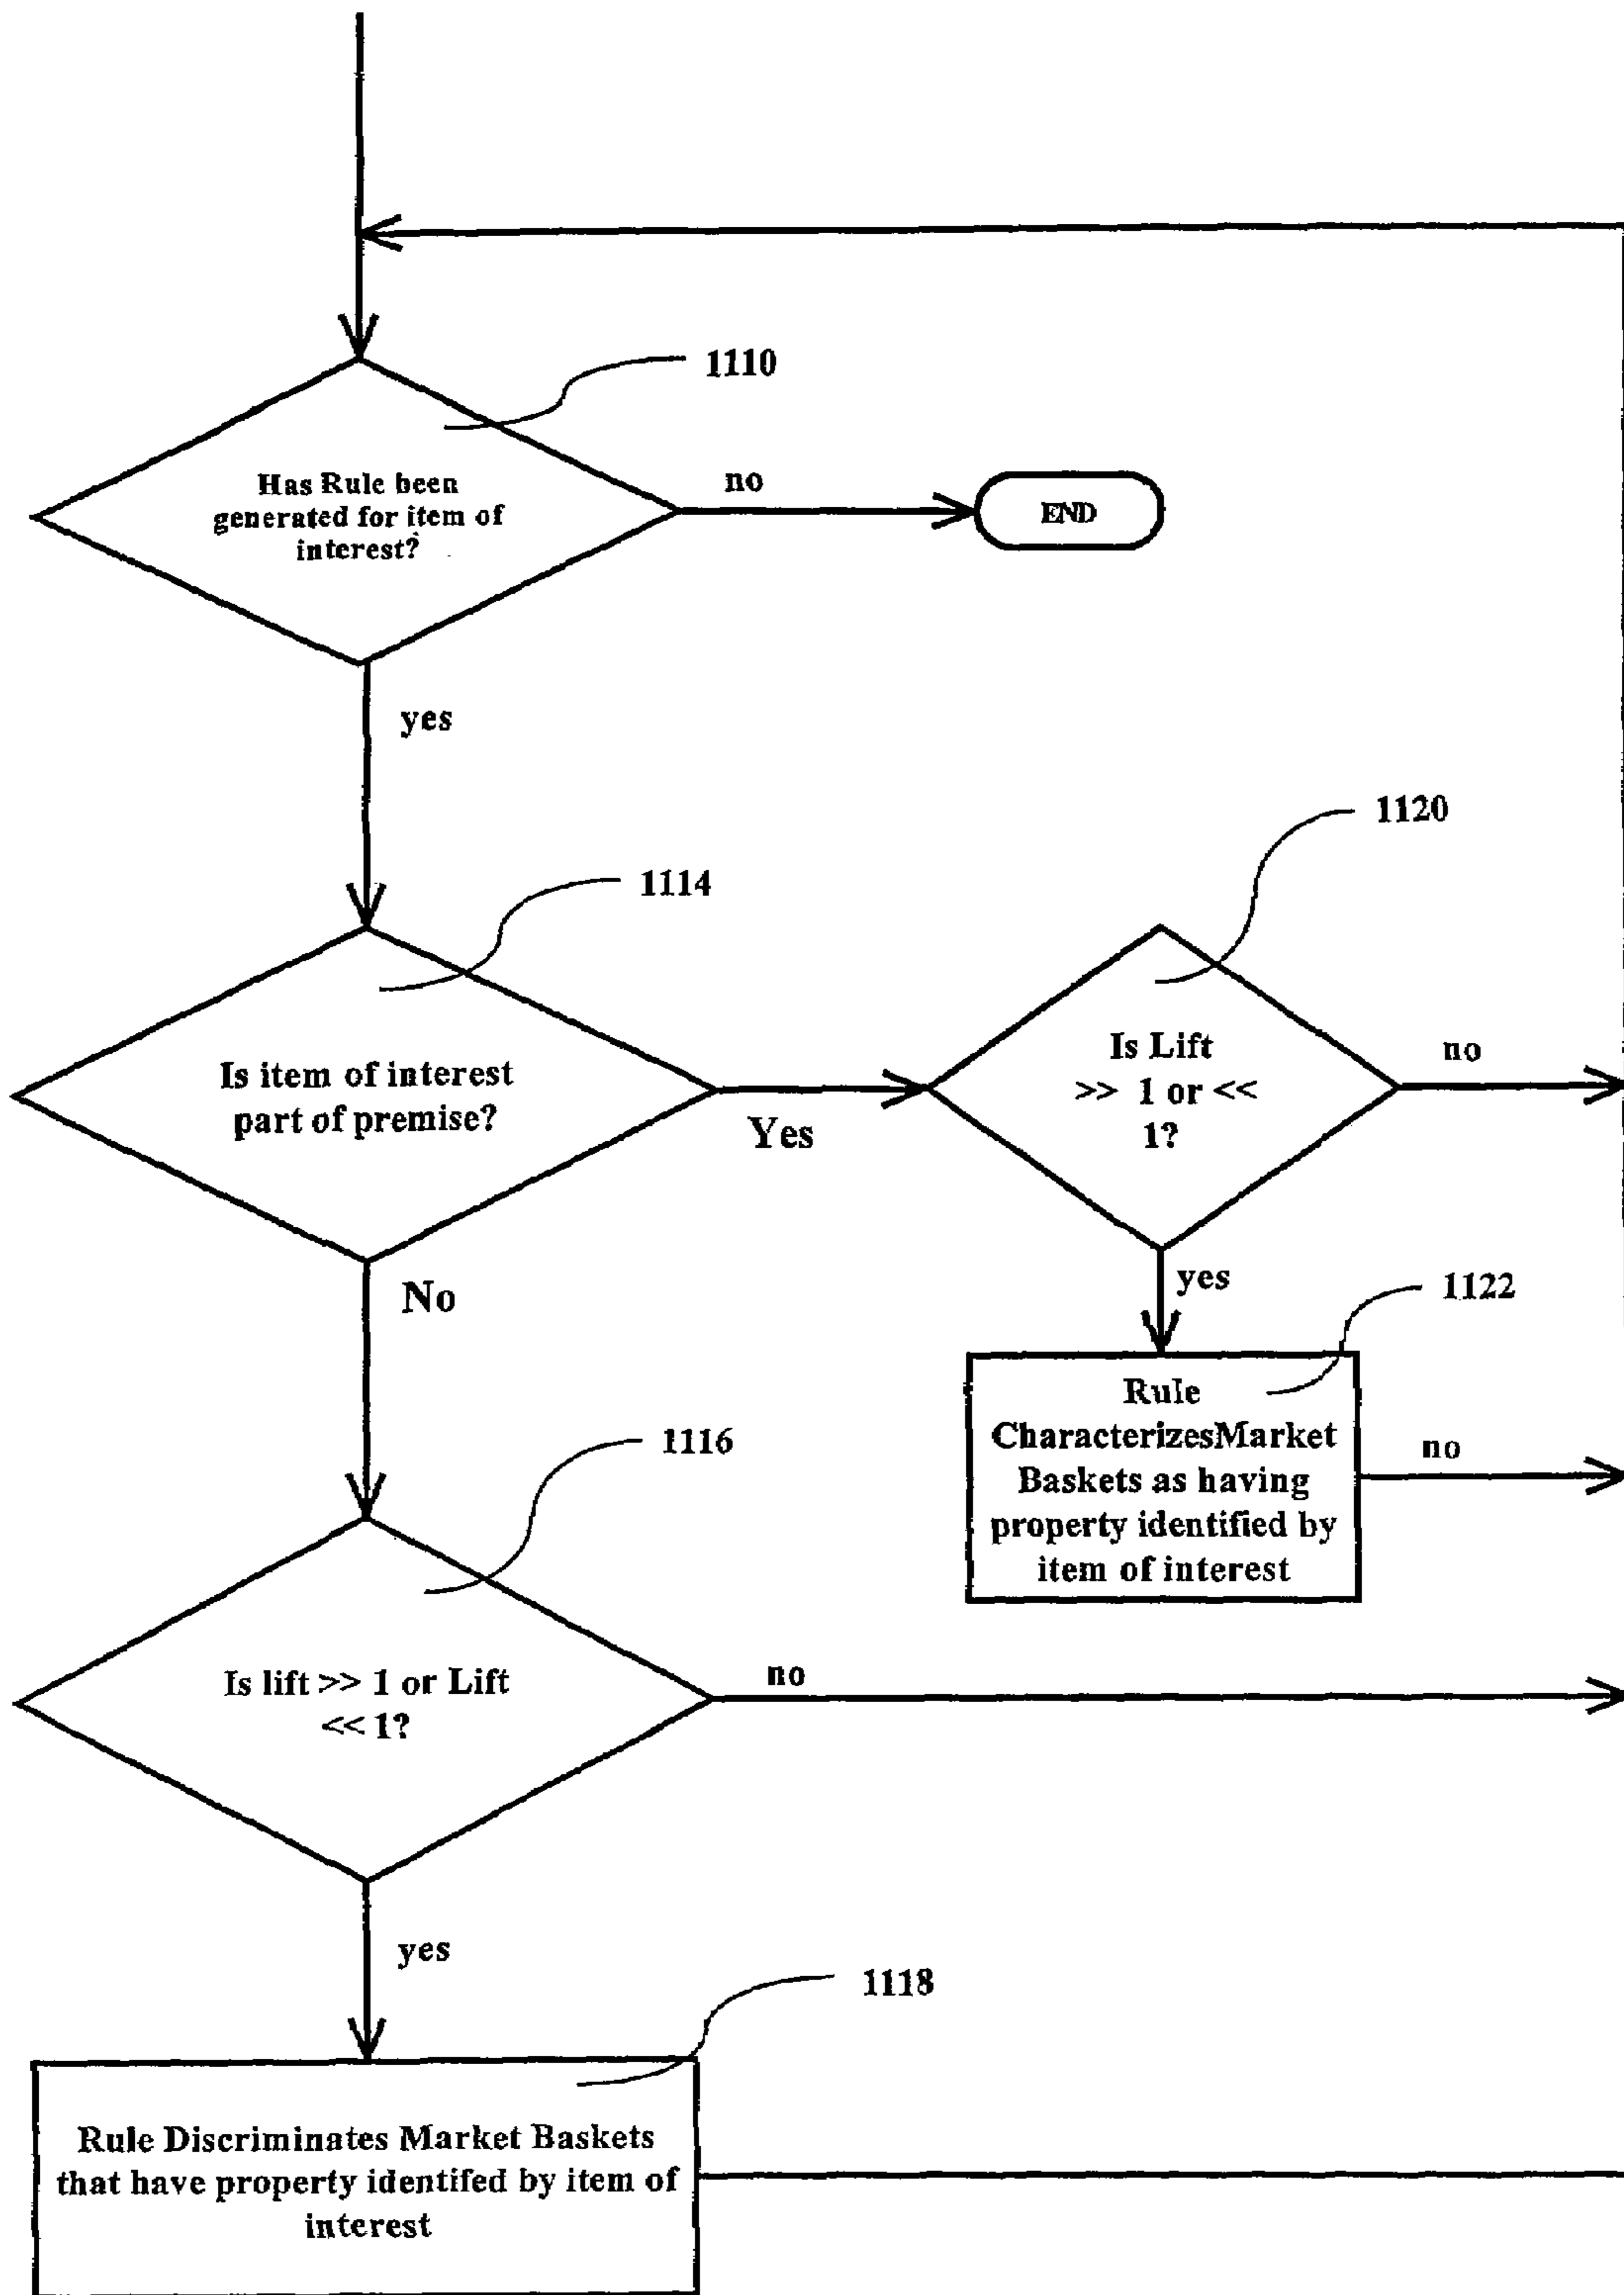 1110
Has Rule been
generated for item of
interest?
no
END
yes
1120
1114
Is Lift
>> 1 or <<
1?
no
Is item of interest
part of premise?
Yes
No
yes
1122
Rule
CharacterizesMarket
Baskets as having
property identified by
item of interest
no
1116
Is lift >> 1 or Lift
<< 1?
no
yes
1118
Rule Discriminates Market Baskets
that have property identifed by item of
interest